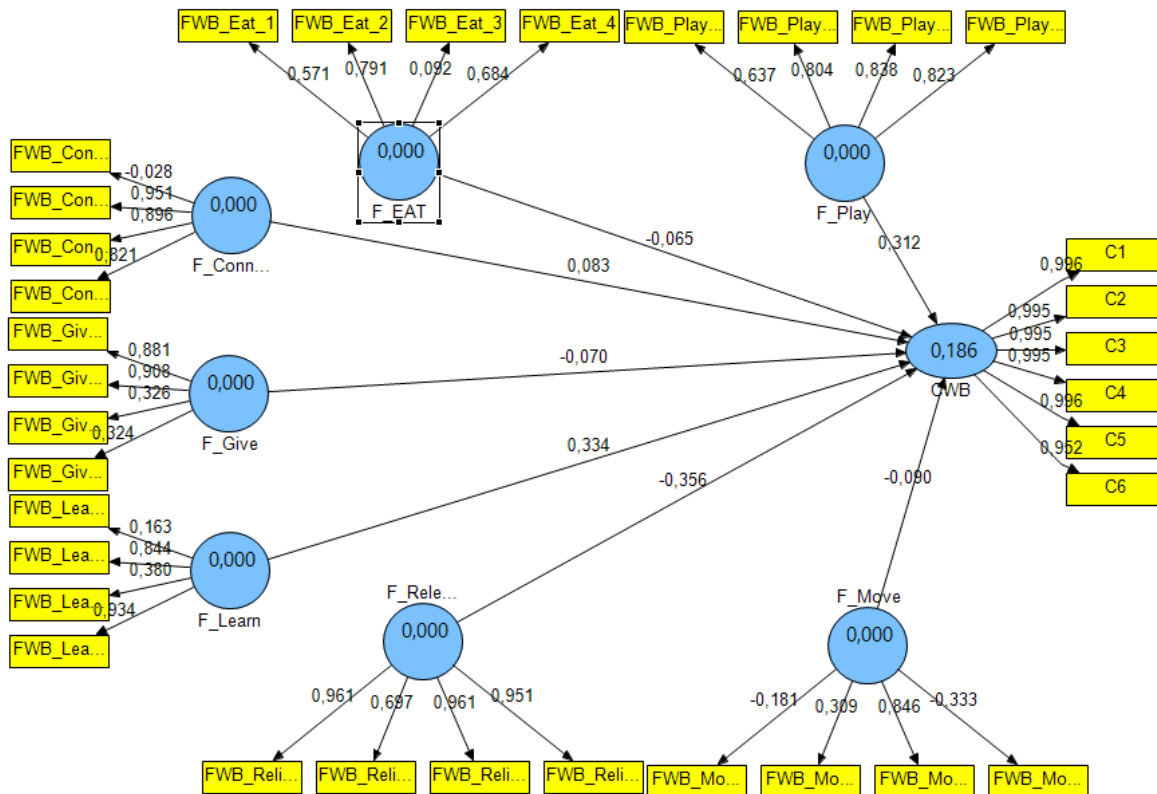 FWB_Eat_1
FWB_Eat_2
FWB_Eat_3
FWB_Eat_4
FWB_Play...
FWB_Play...
FWB_Play...
FWB_Play...
0,571
0,791
0,092
0,684
0,637
0,804
0,838
0,823
0,000
F_EAT
0,000
F_Play
FWB_Con...
FWB_Con...
FWB_Con...
FWB_Con...
-0,028
0,951
0,896
0,821
0,000
F_Conn...
-0,065
0,083
0,312
FWB_Giv...
FWB_Giv...
FWB_Giv...
FWB_Giv...
0,881
0,908
0,326
0,324
0,000
F_Give
-0,070
0,186
CWB
0,996
0,995
0,995
0,995
0,996
0,952
C1
C2
C3
C4
C5
C6
FWB_Lea...
FWB_Lea...
FWB_Lea...
FWB_Lea...
0,163
0,844
0,380
0,934
0,000
F_Learn
0,334
-0,356
-0,090
F_Rele...
0,000
0,961
0,697
0,961
0,951
FWB_Reli...
FWB_Reli...
FWB_Reli...
FWB_Reli...
F_Move
0,000
-0,181
0,309
0,846
-0,333
FWB_Mo...
FWB_Mo...
FWB_Mo...
FWB_Mo...